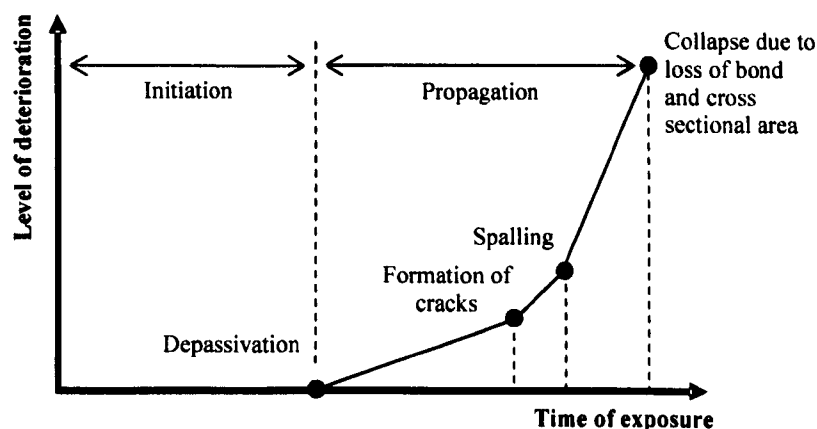 Level of deterioration
Initiation
Propagation
Collapse due to
loss of bond
and cross
sectional area
Spalling
Formation of
cracks
Depassivation
Time of exposure